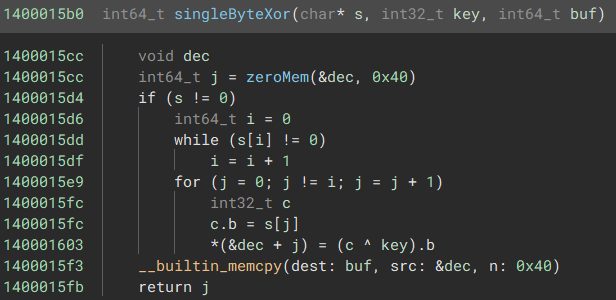 1400015b0 int64_t singleByteXor(char* s, int32_t key, int64_t buf)
1400015cc void dec
1400015cc int64_t j = zeroMem(&dec, 0x40)
1400015d4 if (s != 0)
1400015d6 int64_t i = 0
1400015dd while (s[i] != 0)
1400015df i = i + 1
1400015e9 for (j = 0; j != i; j = j + 1)
1400015fc int32_t c
1400015fc c.b = s[j]
140001603 *(&dec + j) = (c ^ key).b
1400015f3 __builtin_memcpy(dest: buf, src: &dec, n: 0x40)
1400015fb return j